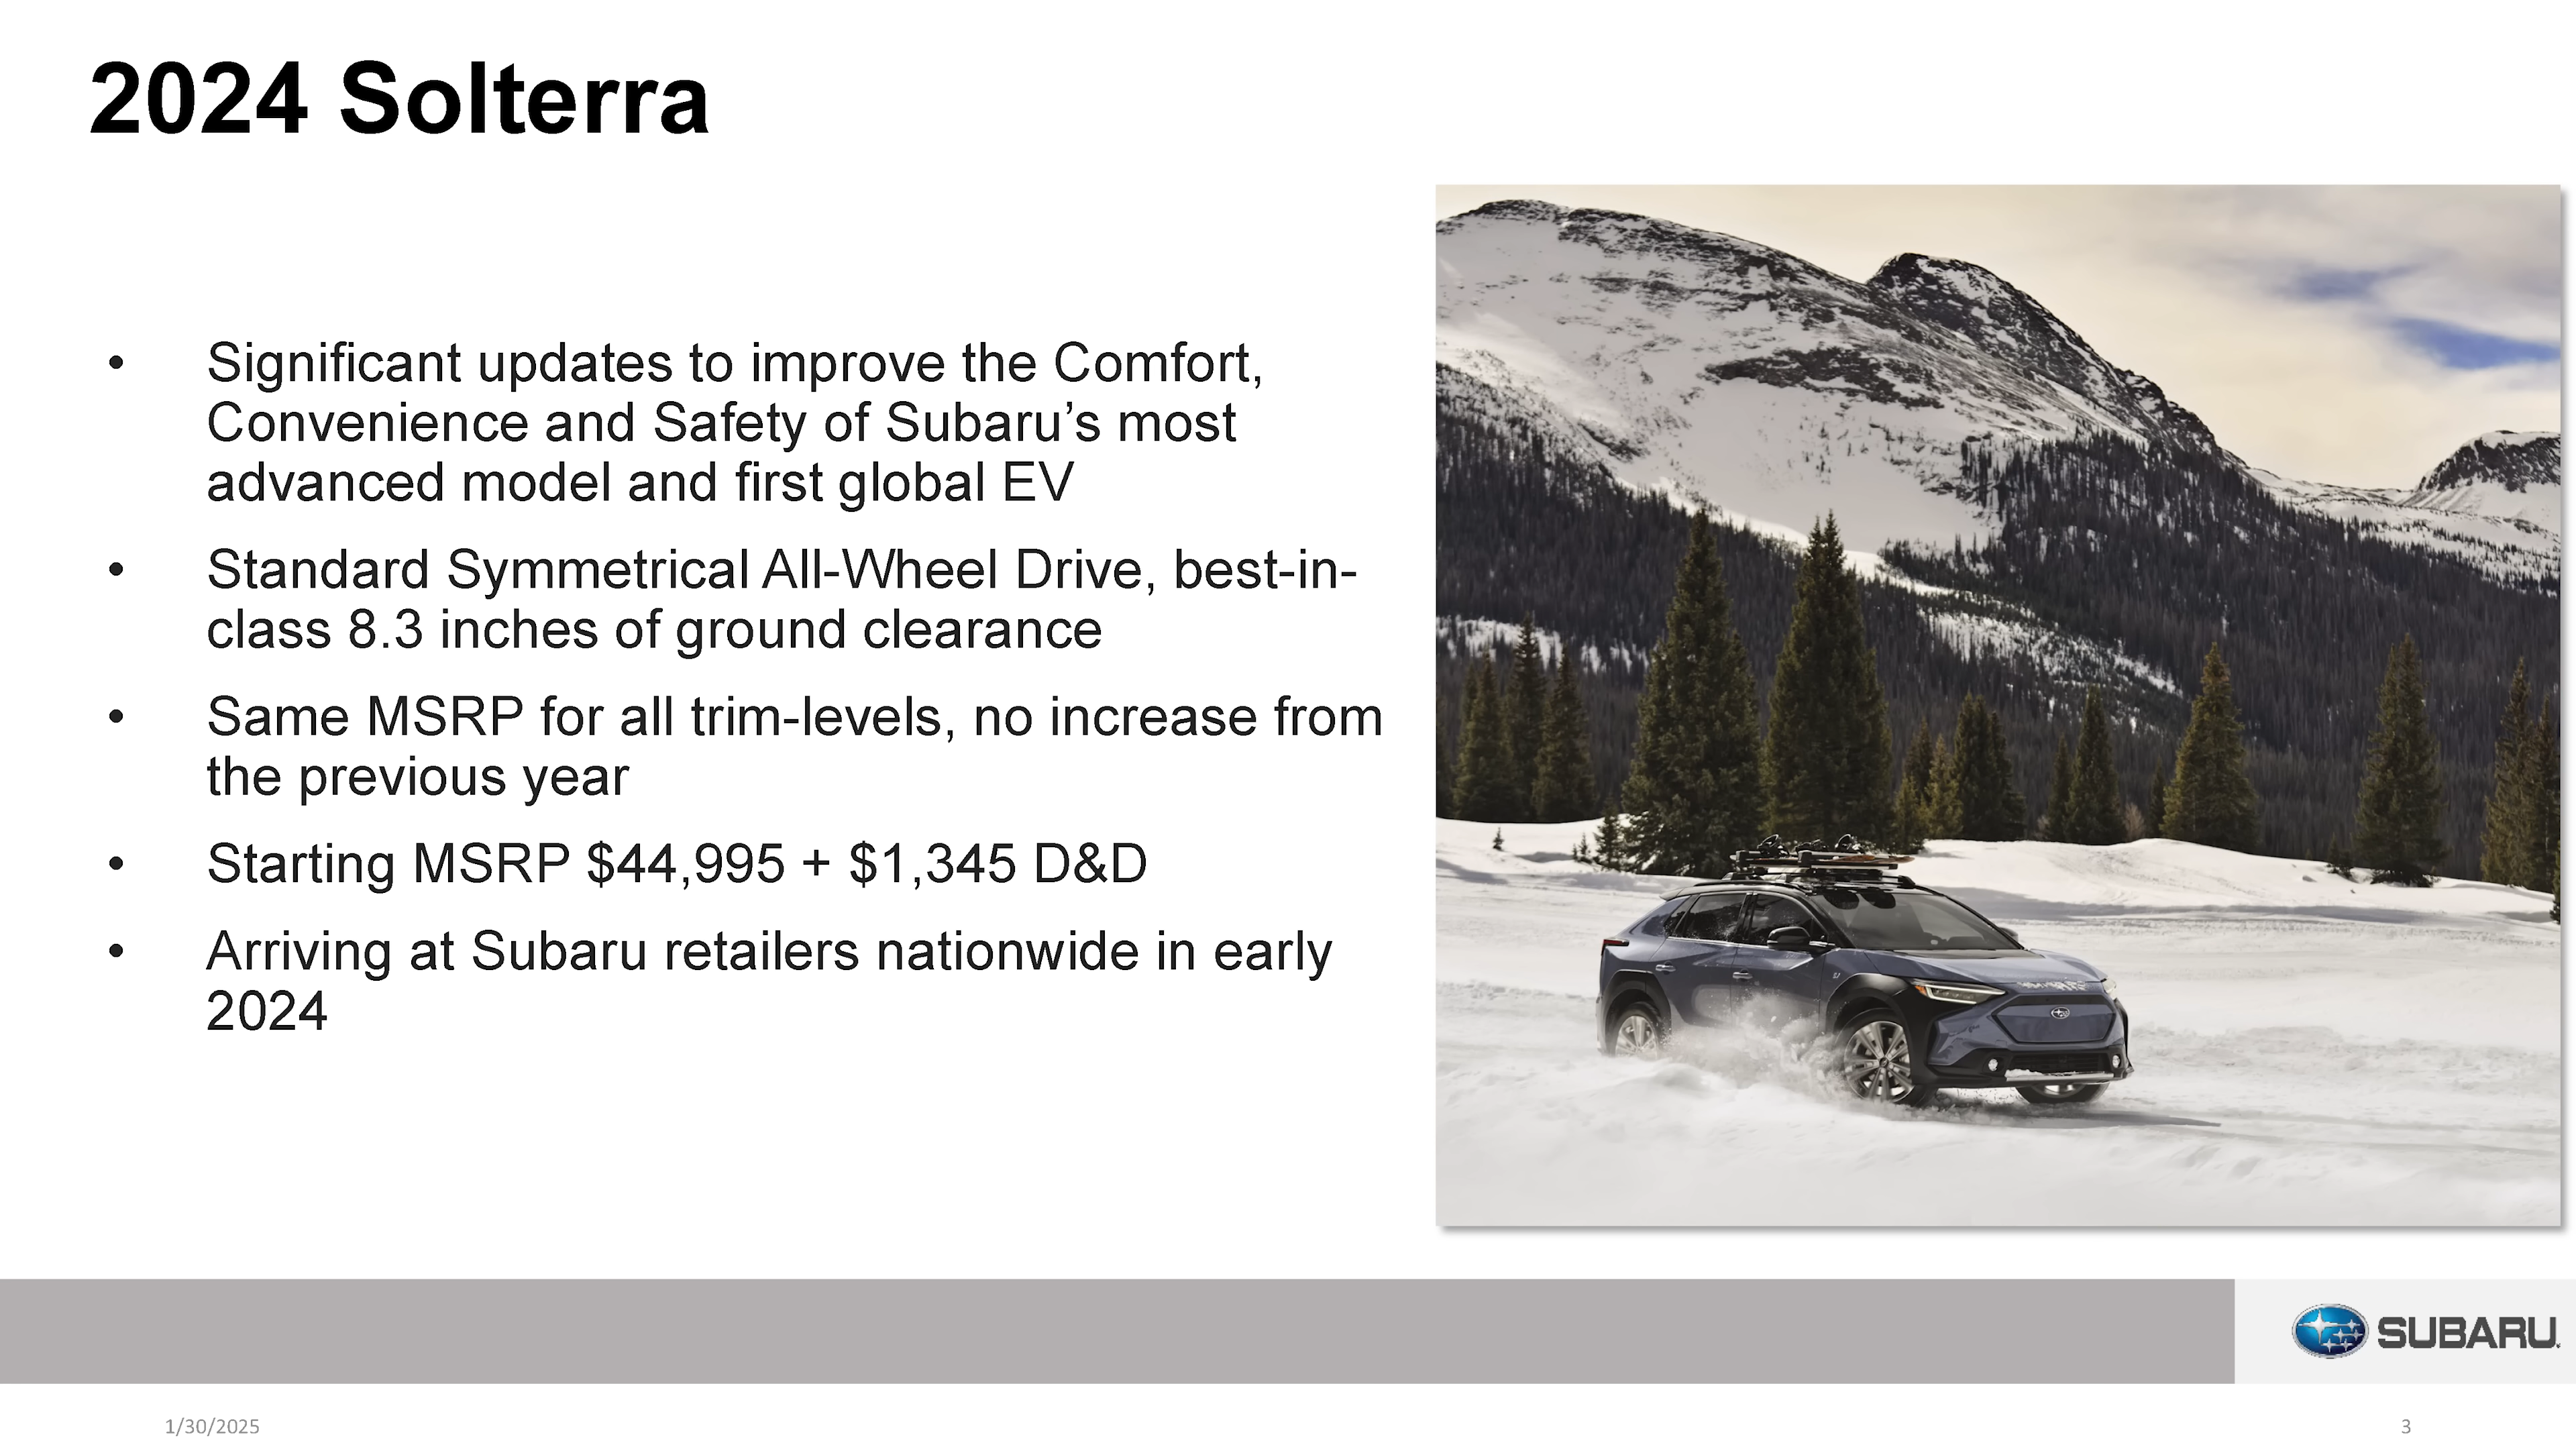 2024 Solterra
• Significant updates to improve the Comfort,
Convenience and Safety of Subaru’s most
advanced model and first global EV
• Standard Symmetrical All-Wheel Drive, best-in-
class 8.3 inches of ground clearance
• Same MSRP for all trim-levels, no increase from
the previous year
• Starting MSRP $44,995 + $1,345 D&D
• Arriving at Subaru retailers nationwide in early
2024
SUBARU
1/30/2025
3